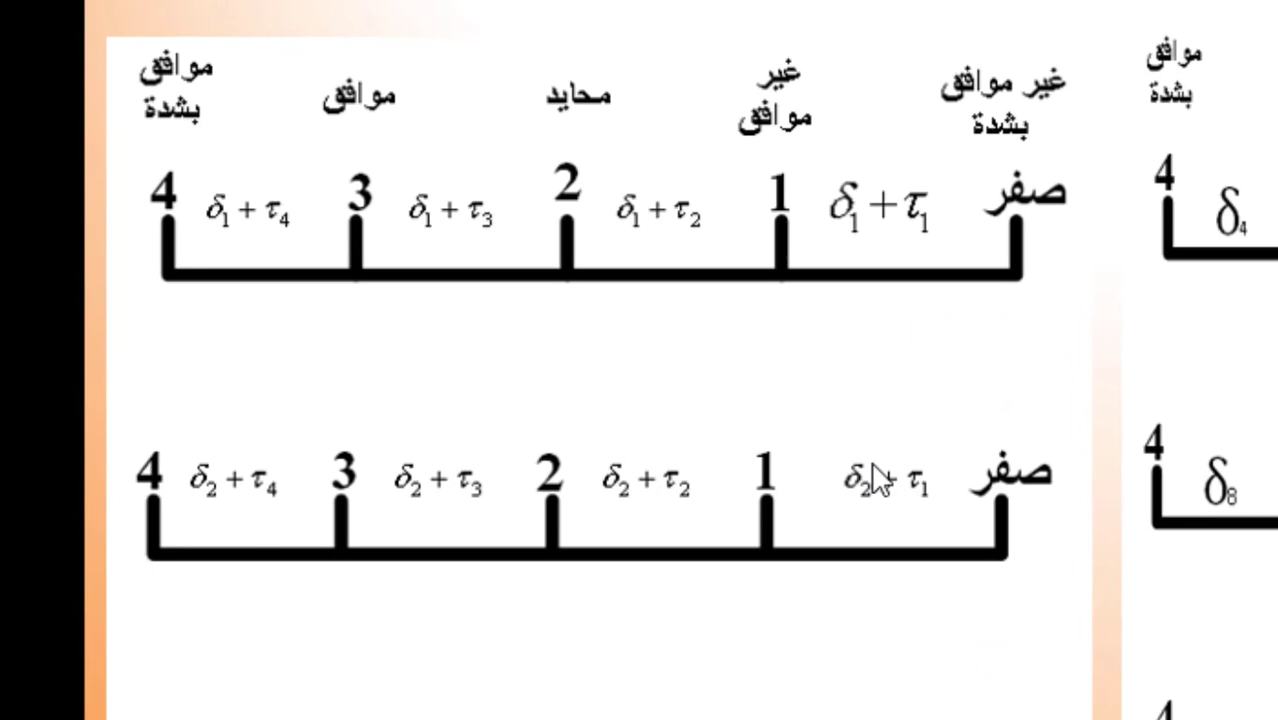 موافق بشدة
موافق
محايد
غير موافق
غير موافق بشدة
4 δ₁ + τ₄ 3 δ₁ + τ₃ 2 δ₁ + τ₂ 1 δ₁ + τ₁ صفر
4 δ₂ + τ₄ 3 δ₂ + τ₃ 2 δ₂ + τ₂ 1 δ₂ + τ₁ صفر
موافق
بشدة
4 δ₄
4 δ₈
4